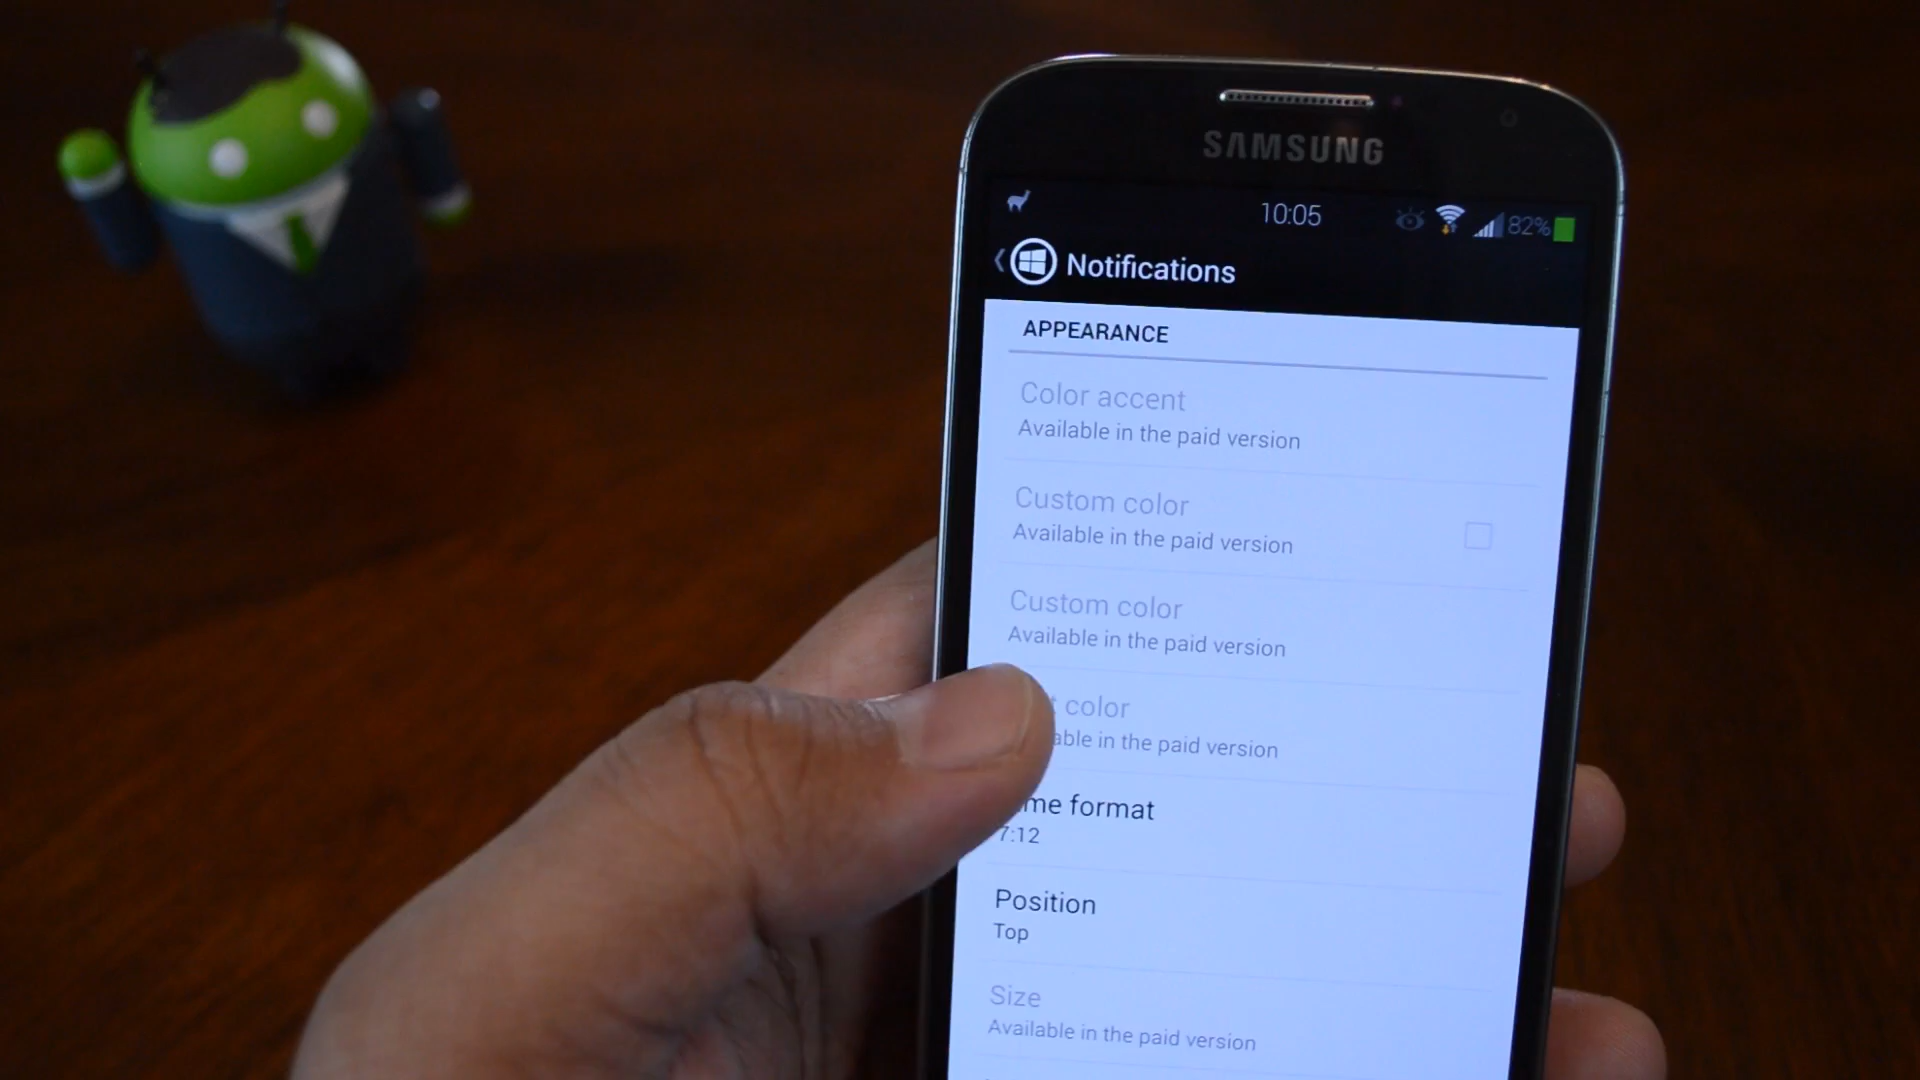 SAMSUNG
10:05
82%
Notifications
APPEARANCE
Color accent
Available in the paid version
Custom color
Available in the paid version
Custom color
Available in the paid version
color
in the paid version
format
7:12
Position
Top
Size
Available in the paid version